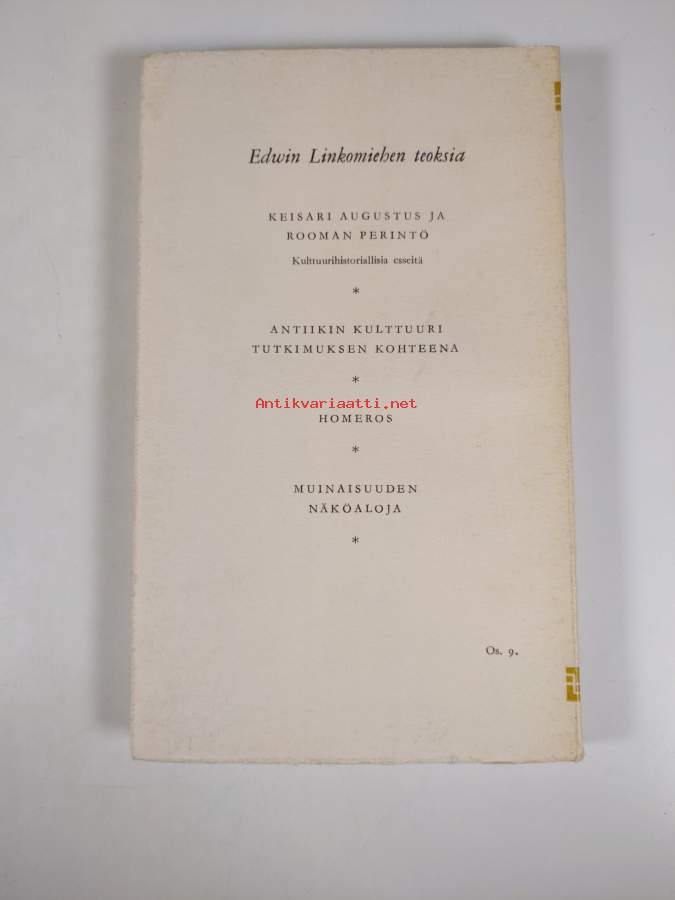 Edwin Linkomiehen teoksia
KEISARI AUGUSTUS JA
ROOMAN PERINTÖ
Kulttuurihistoriallisia esseitä
*
ANTIIKIN KULTTUURI
TUTKIMUKSEN KOHTEENA
*
Antikvariaatti.net
HOMEROS
*
MUINAISUUDEN
NÄKÖALOJA
*
Os. 9.